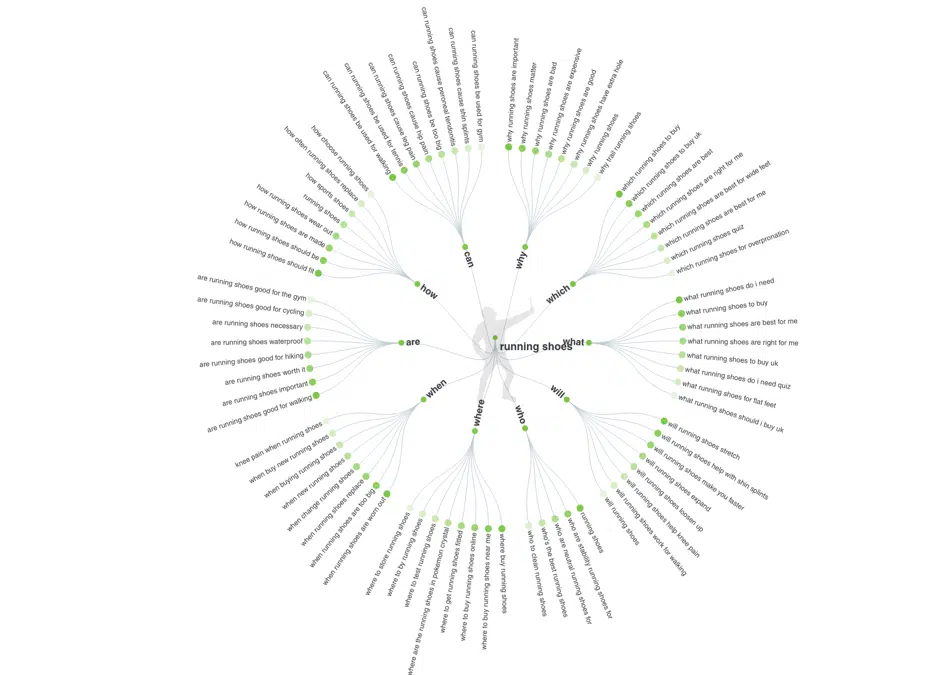 running shoes
why
why running shoes are important
why running shoes matter
why running shoes are bad
why running shoes are expensive
why running shoes are good
why running shoes have extra hole
why running shoes
why trail running shoes
which
which running shoes to buy
which running shoes to buy uk
which running shoes are best
which running shoes are right for me
which running shoes are best for wide feet
which running shoes are best for me
which running shoes quiz
which running shoes for overpronation
what
what running shoes do i need
what running shoes to buy
what running shoes are best for me
what running shoes are right for me
what running shoes to buy uk
what running shoes do i need quiz
what running shoes for flat feet
what running shoes should i buy uk
will
will running shoes stretch
will running shoes help with shin splints
will running shoes make you faster
will running shoes expand
will running shoes loosen up
will running shoes help knee pain
will running shoes work for walking
will running shoes
who
running shoes
who are stability running shoes for
who are neutral running shoes for
who's the best running shoes
who to clean running shoes
where
where buy running shoes
where to buy running shoes near me
where to buy running shoes online
where to get running shoes fitted
where are the running shoes in pokemon crystal
where to test running shoes
where to by running shoes
where to store running shoes
when
when running shoes are worn out
when running shoes are too big
when running shoes replace
when change running shoes
when new running shoes
when buying running shoes
when buy new running shoes
knee pain when running shoes
are
are running shoes good for walking
are running shoes important
are running shoes worth it
are running shoes good for hiking
are running shoes waterproof
are running shoes necessary
are running shoes good for cycling
are running shoes good for the gym
how
how running shoes should fit
how running shoes should be
how running shoes are made
how running shoes wear out
running shoes
how sports shoes
how often running shoes replace
how choose running shoes
can
can running shoes be used for walking
can running shoes be used for tennis
can running shoes cause leg pain
can running shoes cause hip pain
can running shoes be too big
can running shoes cause peroneal tendonitis
can running shoes cause shin splints
can running shoes be used for gym